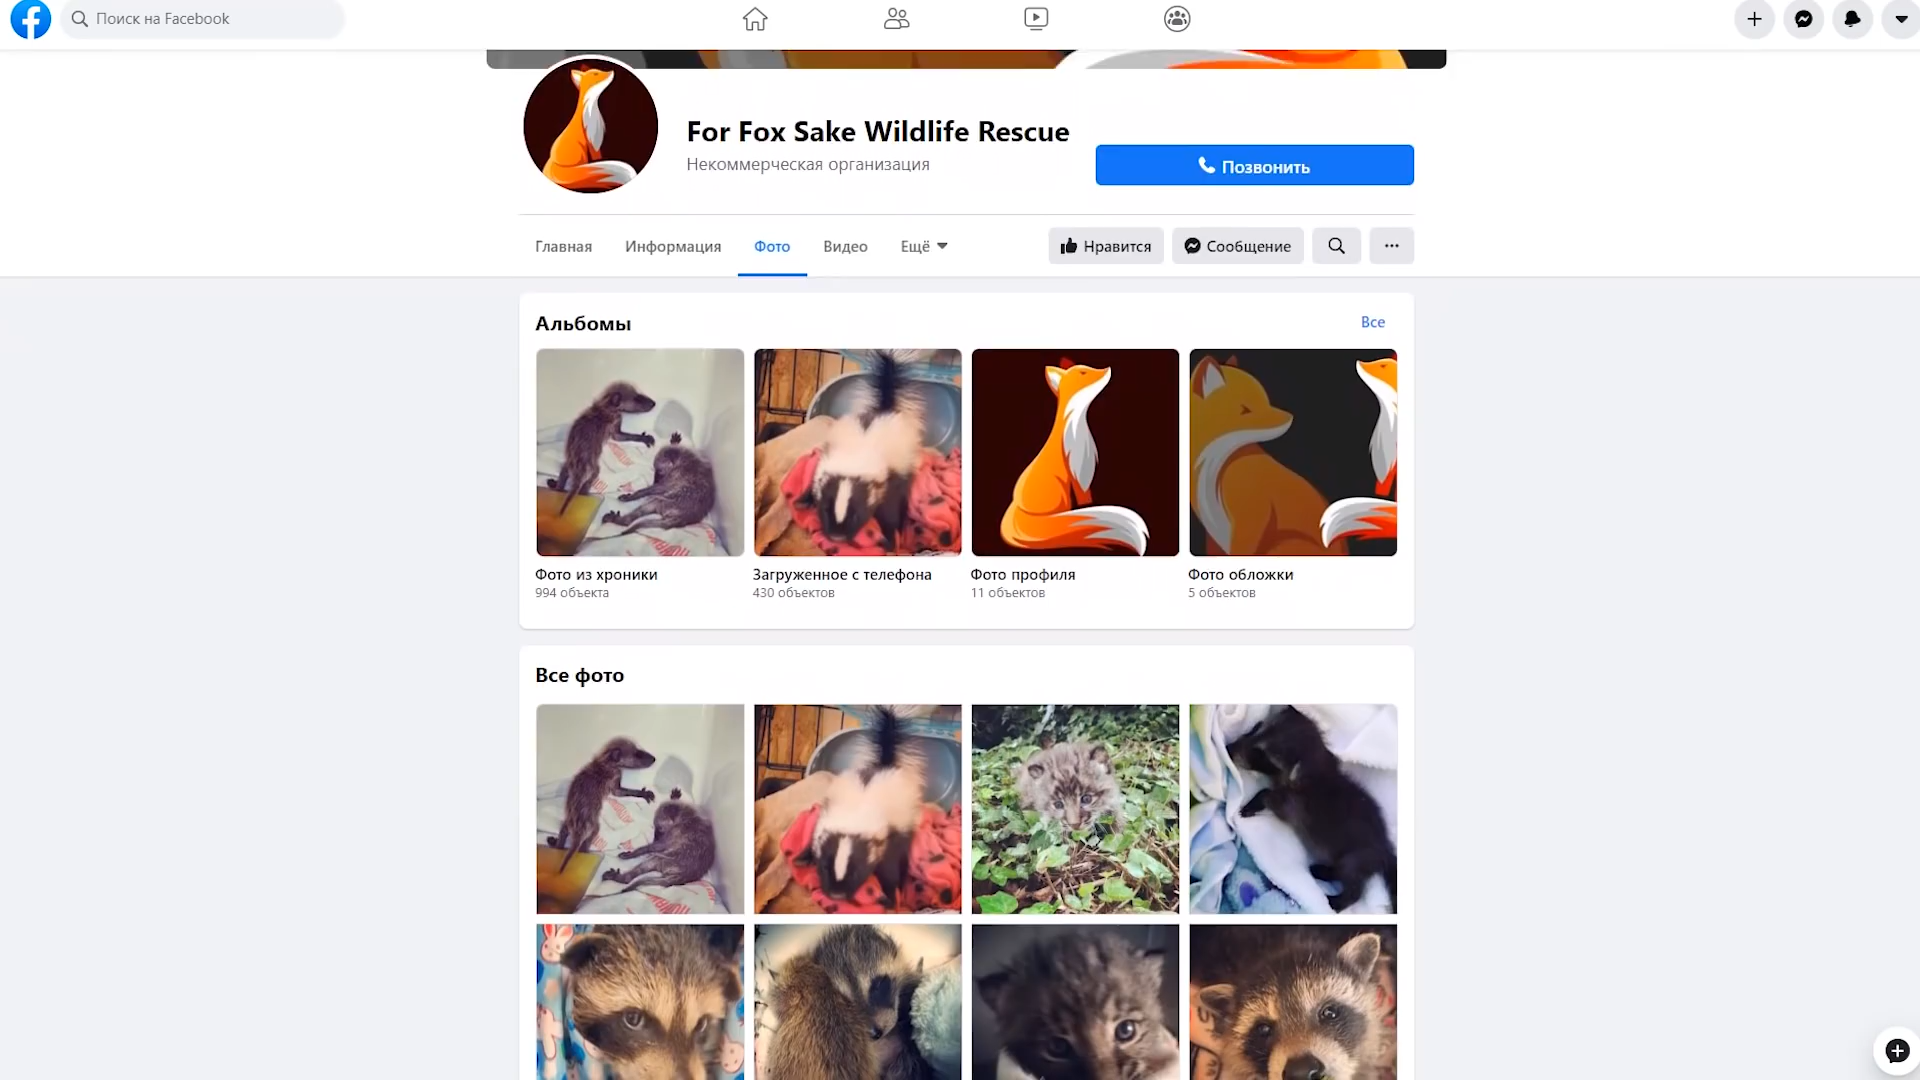 Поиск на Facebook
For Fox Sake Wildlife Rescue
Некоммерческая организация
Позвонить
Главная
Информация
Фото
Видео
Ещё
Нравится
Сообщение
Альбомы
Все
Фото из хроники
994 объекта
Загруженное с телефона
430 объектов
Фото профиля
11 объектов
Фото обложки
5 объектов
Все фото